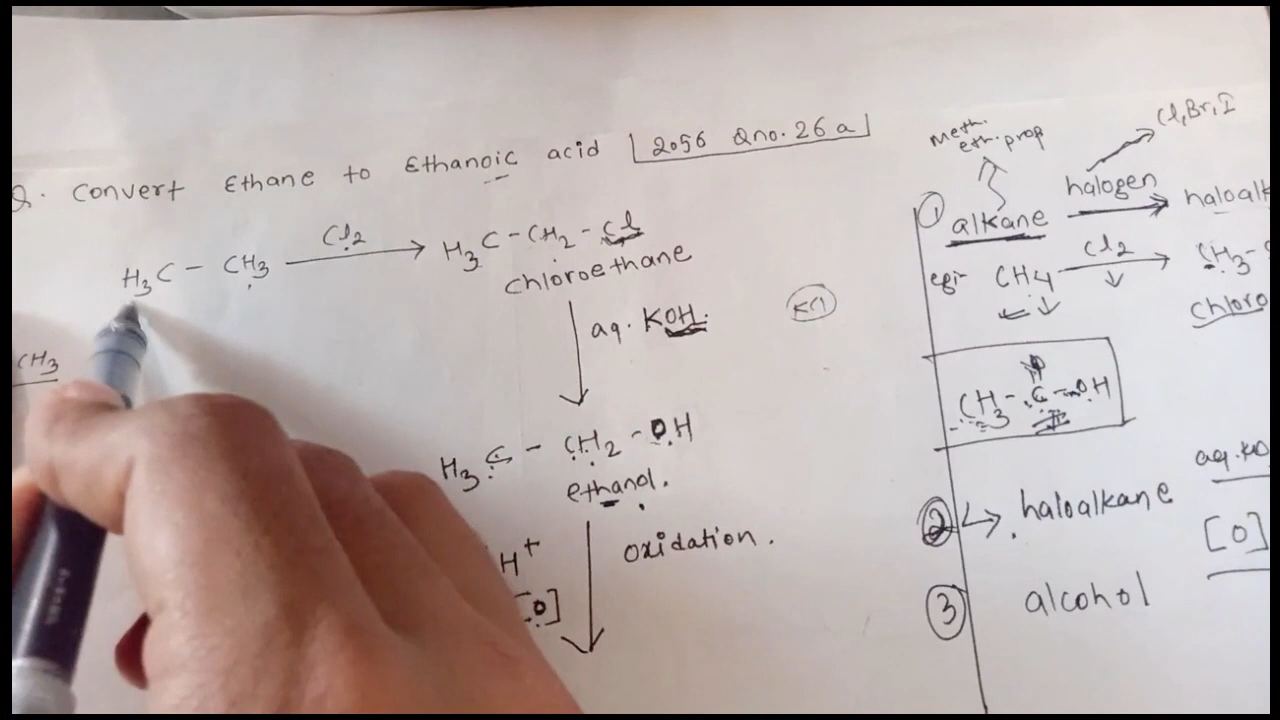 Q. Convert Ethane to Ethanoic acid 2056 Qno. 26 a
H3C - CH3 Cl2 H3C - CH2 - Cl
chloroethane
aq. KOH.
KCl
CH3
H3C - CH2 - OH
ethanol.
H+ oxidation.
[O]
meth. eth. prop
Cl, Br, I
① alkane halogen haloalk
eg:- CH4 Cl2 CH3 -
Chloro
CH3 - C - OH
aq. KO
② haloalkane
[O]
③ alcohol